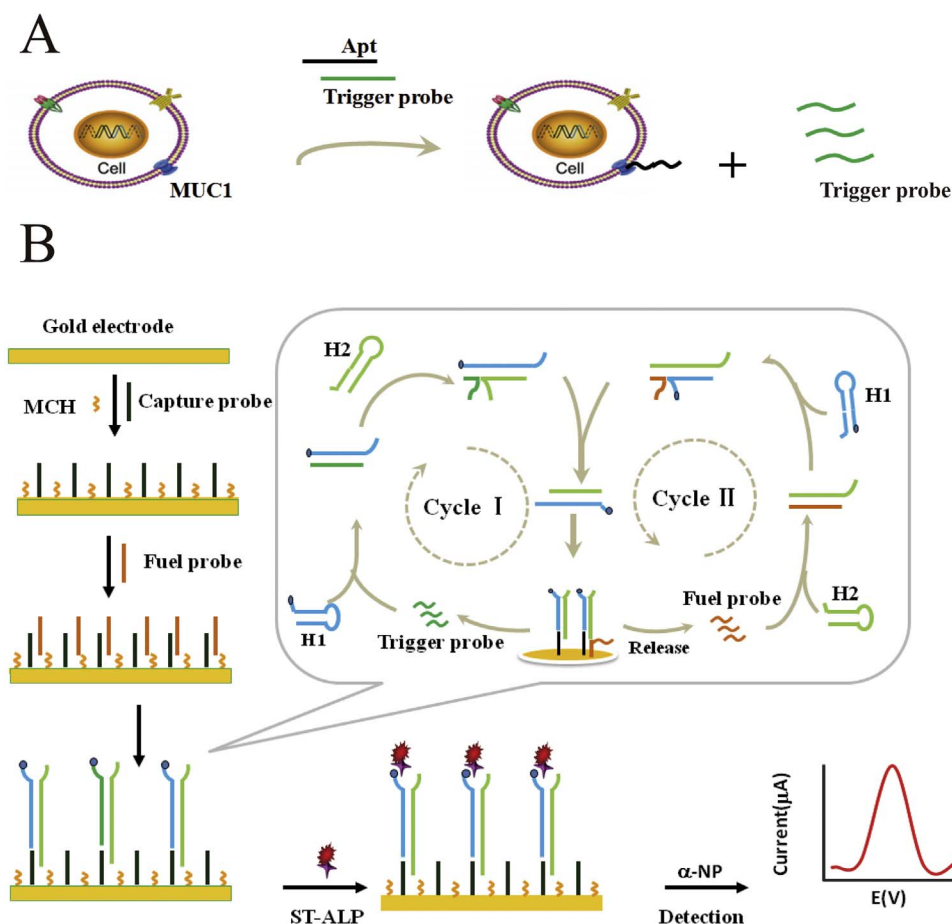 A
Apt
Trigger probe
Cell
MUC1
Cell
+
Trigger probe
B
Gold electrode
MCH
Capture probe
Fuel probe
H2
H1
Cycle Ⅰ
Cycle Ⅱ
H1
Trigger probe
Release
Fuel probe
H2
ST-ALP
α-NP
Detection
Current(μA)
E(V)